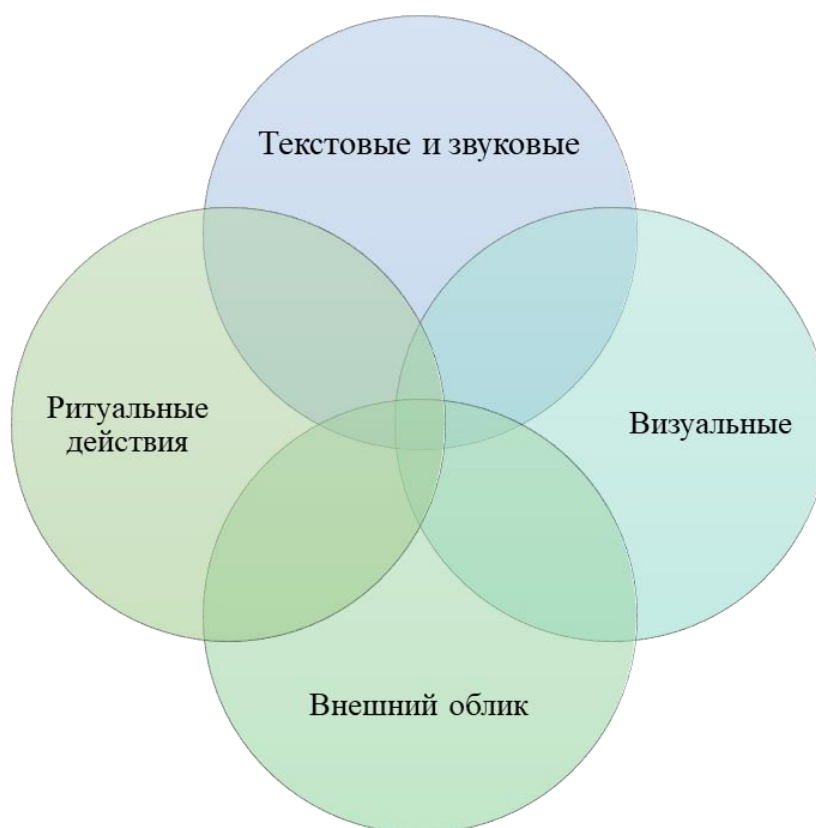 Текстовые и звуковые
Ритуальные
действия
Визуальные
Внешний облик